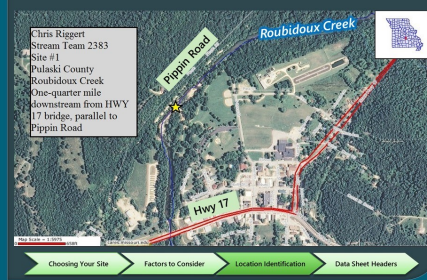 Chris Riggert
Stream Team 2383
Site #1
Pulaski County
Roubidoux Creek
One-quarter mile
downstream from HWY
17 bridge, parallel to
Pippin Road
Pippin Road
Roubidoux Creek
Hwy 17
Map Scale = 1:5975
Choosing Your Site
Factors to Consider
Location Identification
Data Sheet Headers